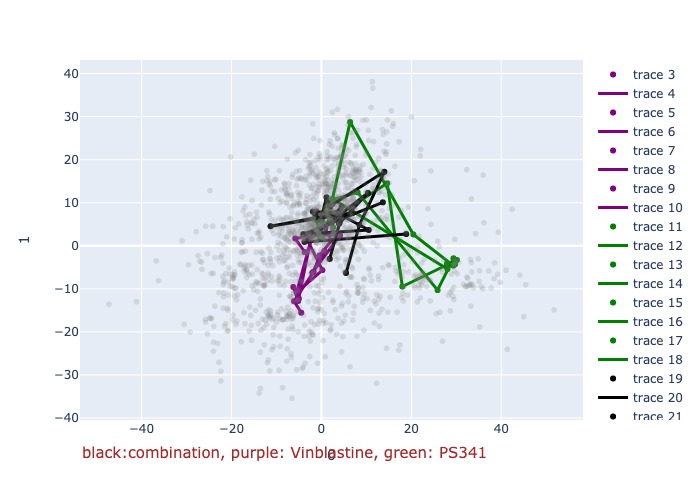 40
30
20
10
0
−10
−20
−30
−40
−40
−20
0
20
40
1
0
black:combination, purple: Vinblastine, green: PS341
trace 3
trace 4
trace 5
trace 6
trace 7
trace 8
trace 9
trace 10
trace 11
trace 12
trace 13
trace 14
trace 15
trace 16
trace 17
trace 18
trace 19
trace 20
trace 21